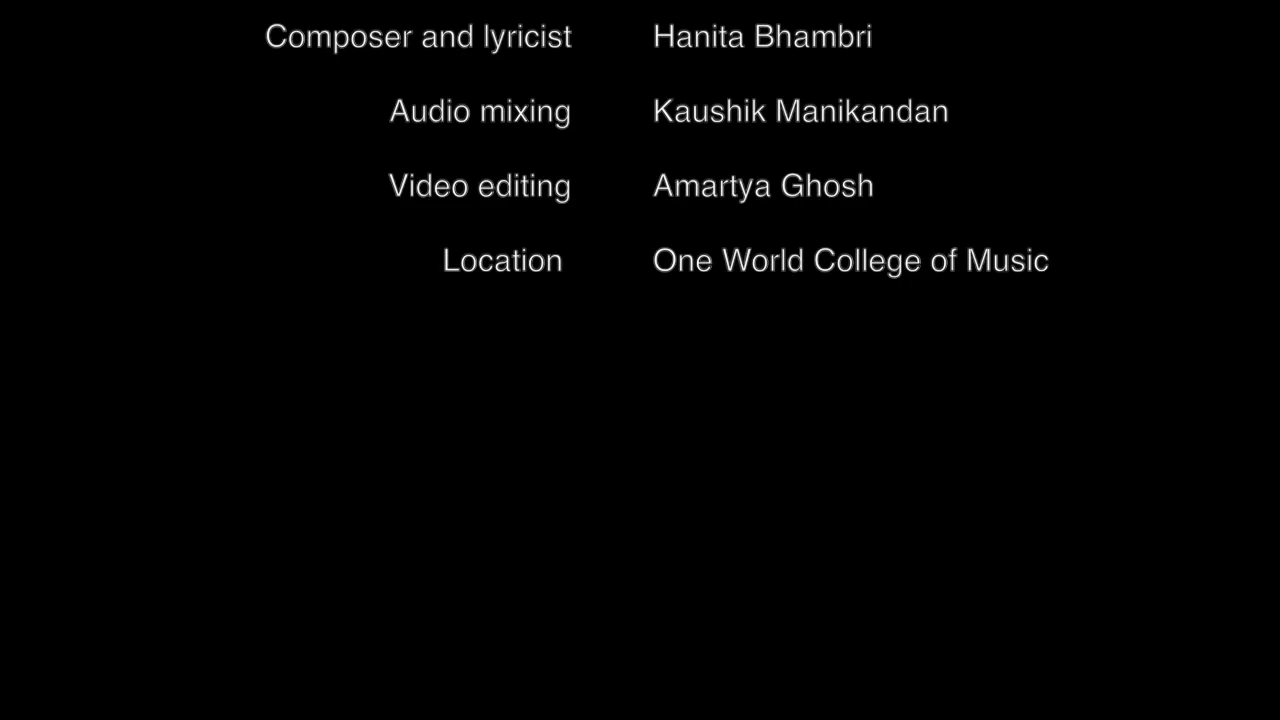 Composer and lyricist Hanita Bhambri
Audio mixing Kaushik Manikandan
Video editing Amartya Ghosh
Location One World College of Music